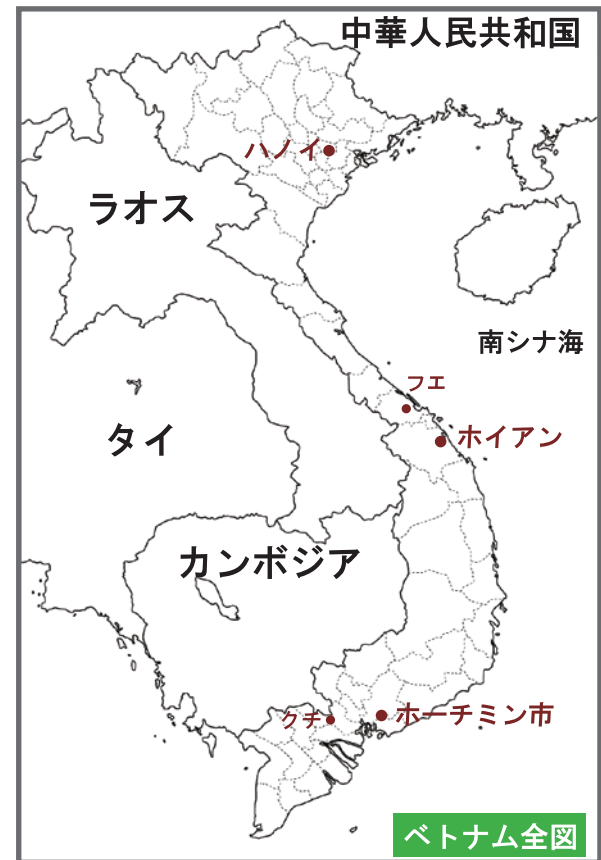 中華人民共和国
ハノイ
ラオス
南シナ海
フエ
ホイアン
タイ
カンボジア
クチ
ホーチミン市
ベトナム全図